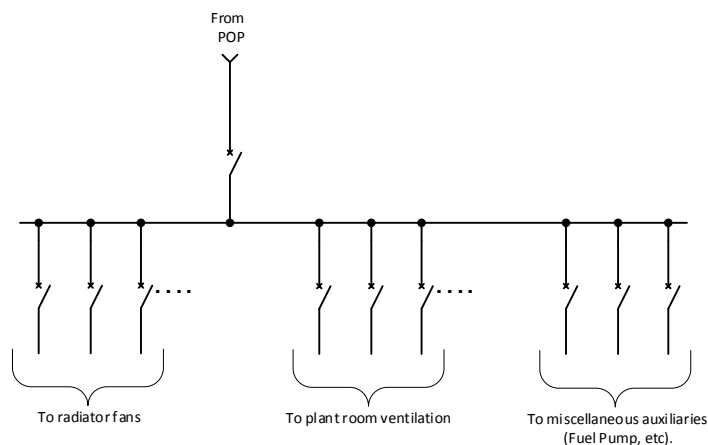 From
POP
To radiator fans
To plant room ventilation
To miscellaneous auxiliaries
(Fuel Pump, etc).